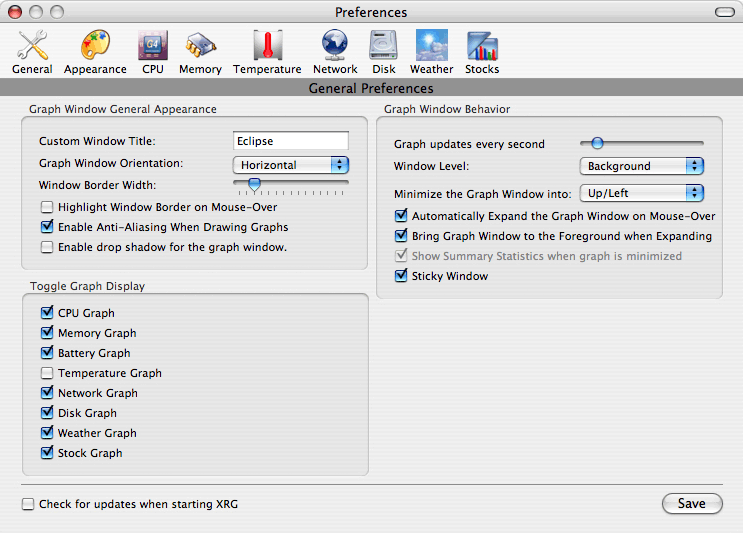 Preferences
General Appearance CPU Memory Temperature Network Disk Weather Stocks
G4
General Preferences
Graph Window General Appearance
Custom Window Title: Eclipse
Graph Window Orientation: Horizontal
Window Border Width:
Highlight Window Border on Mouse-Over
Enable Anti-Aliasing When Drawing Graphs
Enable drop shadow for the graph window.
Toggle Graph Display
CPU Graph
Memory Graph
Battery Graph
Temperature Graph
Network Graph
Disk Graph
Weather Graph
Stock Graph
Graph Window Behavior
Graph updates every second
Window Level: Background
Minimize the Graph Window into: Up/Left
Automatically Expand the Graph Window on Mouse-Over
Bring Graph Window to the Foreground when Expanding
Show Summary Statistics when graph is minimized
Sticky Window
Check for updates when starting XRG
Save